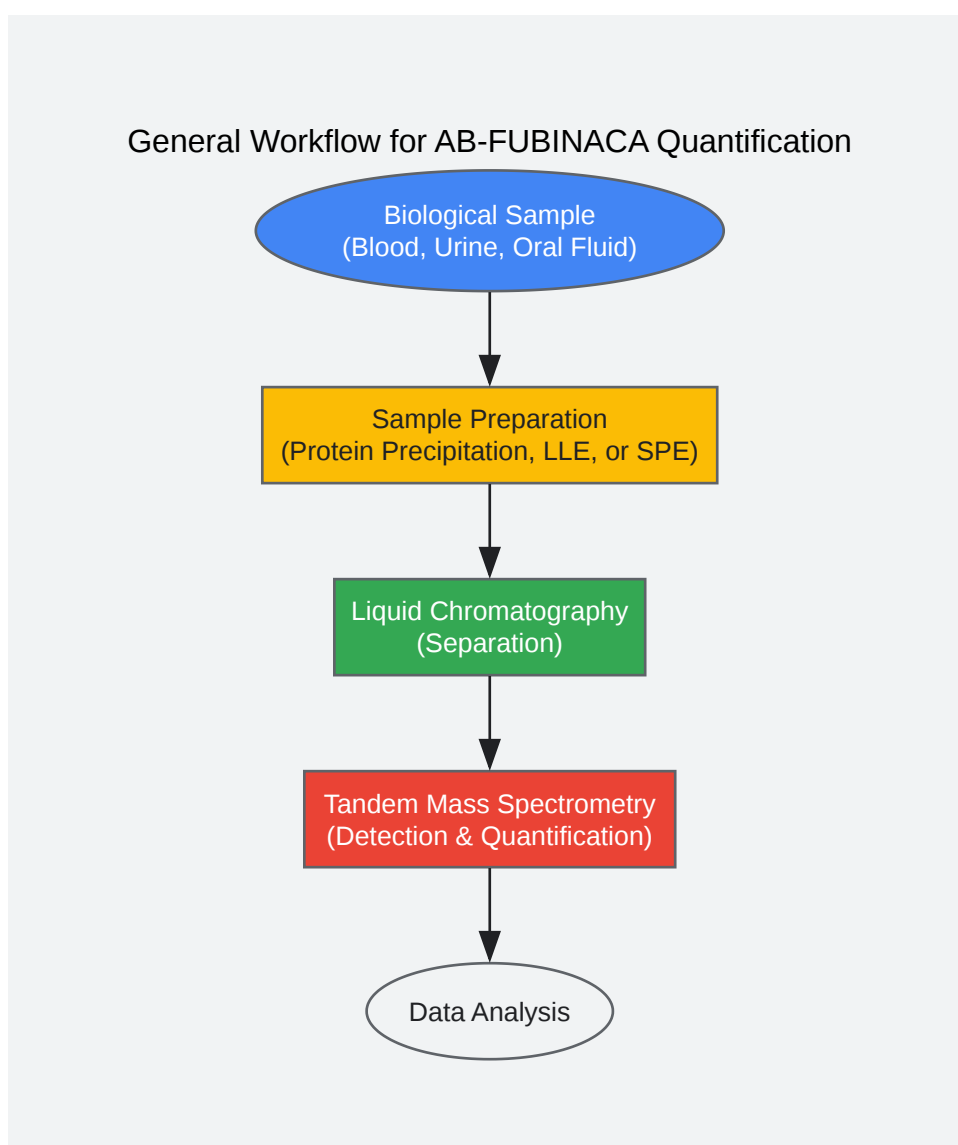 General Workflow for AB-FUBINACA Quantification
Biological Sample
(Blood, Urine, Oral Fluid)
Sample Preparation
(Protein Precipitation, LLE, or SPE)
Liquid Chromatography
(Separation)
Tandem Mass Spectrometry
(Detection & Quantification)
Data Analysis